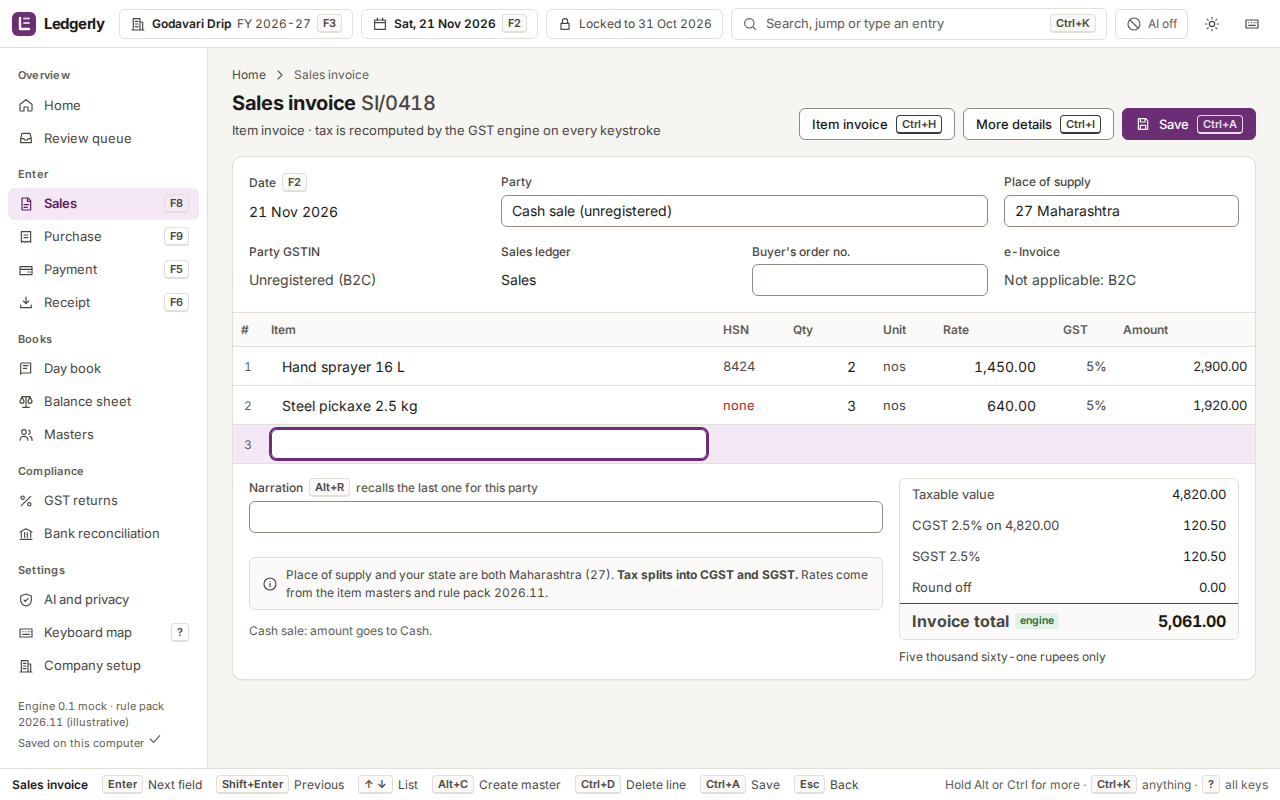 Ledgerly
Godavari Drip FY 2026-27 F3
Sat, 21 Nov 2026 F2
Locked to 31 Oct 2026
Search, jump or type an entry Ctrl+K
AI off
Overview
Home
Review queue
Enter
Sales F8
Purchase F9
Payment F5
Receipt F6
Books
Day book
Balance sheet
Masters
Compliance
GST returns
Bank reconciliation
Settings
AI and privacy
Keyboard map ?
Company setup
Engine 0.1 mock · rule pack
2026.11 (illustrative)
Saved on this computer
Home > Sales invoice
Sales invoice SI/0418
Item invoice · tax is recomputed by the GST engine on every keystroke
Item invoice Ctrl+H
More details Ctrl+I
Save Ctrl+A
Date F2 Party Place of supply
21 Nov 2026 Cash sale (unregistered) 27 Maharashtra
Party GSTIN Sales ledger Buyer's order no. e-Invoice
Unregistered (B2C) Sales Not applicable: B2C
# Item HSN Qty Unit Rate GST Amount
1 Hand sprayer 16 L 8424 2 nos 1,450.00 5% 2,900.00
2 Steel pickaxe 2.5 kg none 3 nos 640.00 5% 1,920.00
3
Narration Alt+R recalls the last one for this party
Place of supply and your state are both Maharashtra (27). Tax splits into CGST and SGST. Rates come
from the item masters and rule pack 2026.11.
Cash sale: amount goes to Cash.
Taxable value 4,820.00
CGST 2.5% on 4,820.00 120.50
SGST 2.5% 120.50
Round off 0.00
Invoice total engine 5,061.00
Five thousand sixty-one rupees only
Sales invoice Enter Next field Shift+Enter Previous ↑ ↓ List Alt+C Create master Ctrl+D Delete line Ctrl+A Save Esc Back Hold Alt or Ctrl for more · Ctrl+K anything · ? all keys